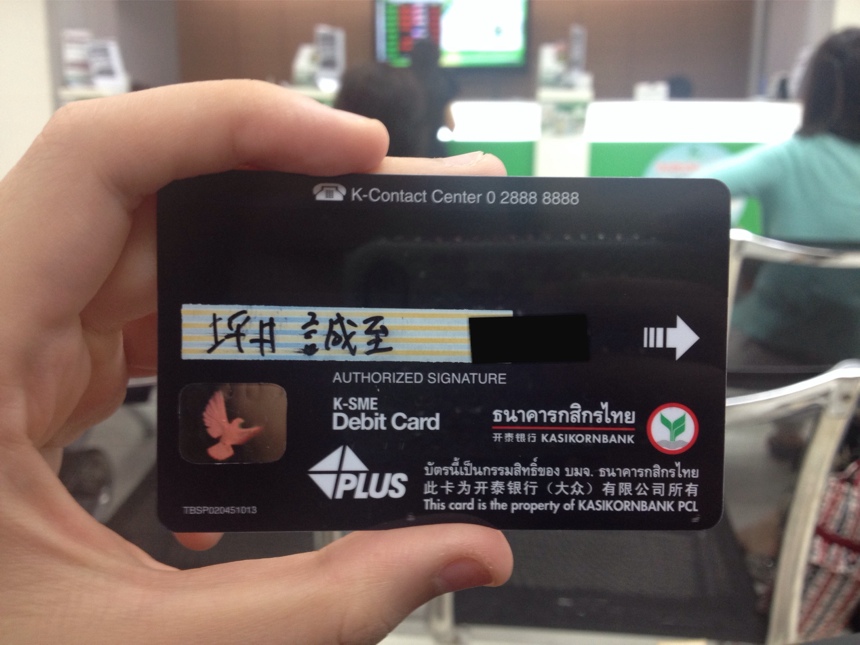 K-Contact Center 0 2888 8888
坪井 誠至
AUTHORIZED SIGNATURE
K-SME
Debit Card
ธนาคารกสิกรไทย
开泰银行 KASIKORNBANK
PLUS
บัตรนี้เป็นกรรมสิทธิ์ของ บมจ. ธนาคารกสิกรไทย
此卡为开泰银行（大众）有限公司所有
This card is the property of KASIKORNBANK PCL
TBSP020451013